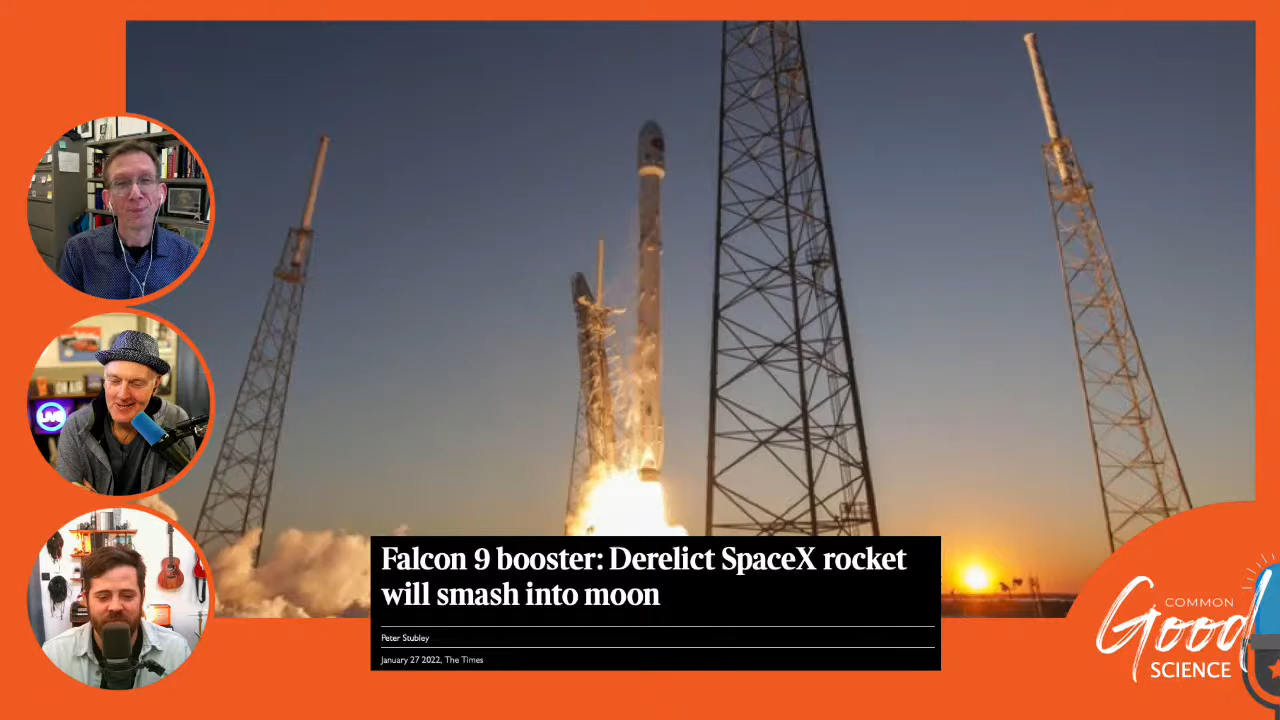 LIVE
Falcon 9 booster: Derelict SpaceX rocket
will smash into moon
Peter Stubley
January 27 2022, The Times
COMMON
Good
SCIENCE